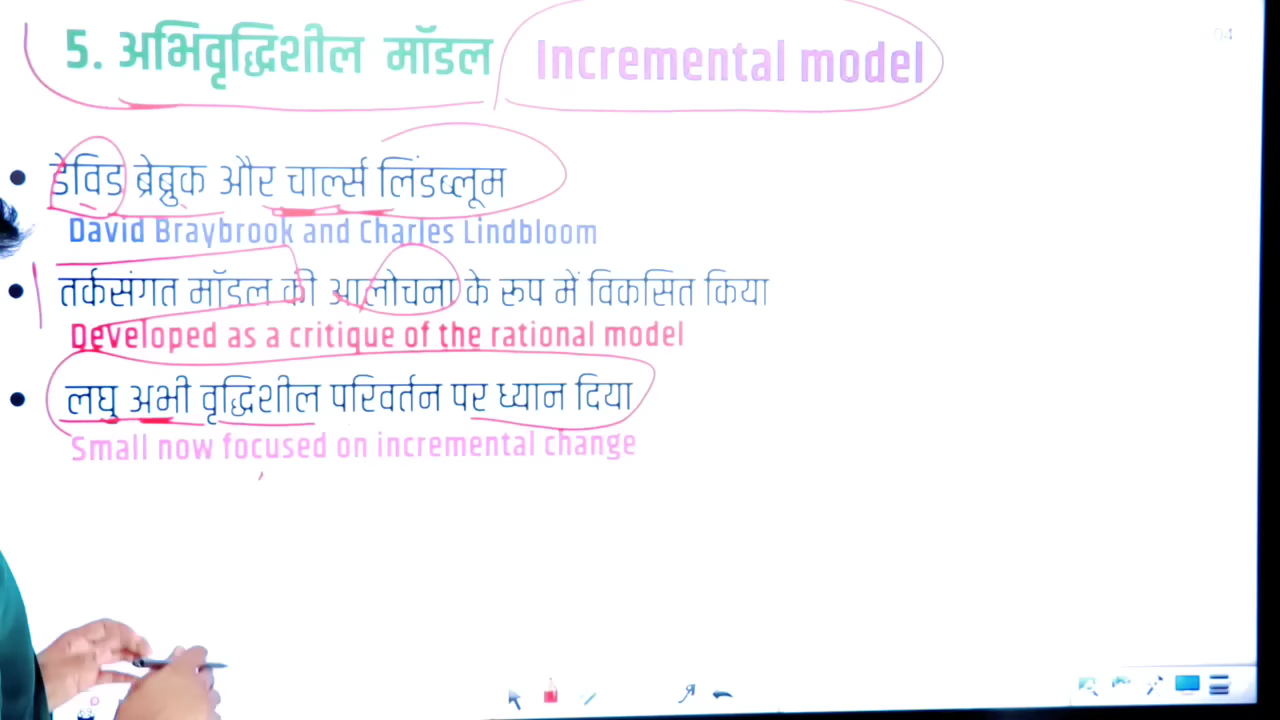 5. अभिवृद्धिशील मॉडल Incremental model
डेविड ब्रेब्रुक और चार्ल्स लिंडब्लूम
David Braybrook and Charles Lindbloom
तर्कसंगत मॉडल की आलोचना के रूप में विकसित किया
Developed as a critique of the rational model
लघु अभी वृद्धिशील परिवर्तन पर ध्यान दिया
Small now focused on incremental change